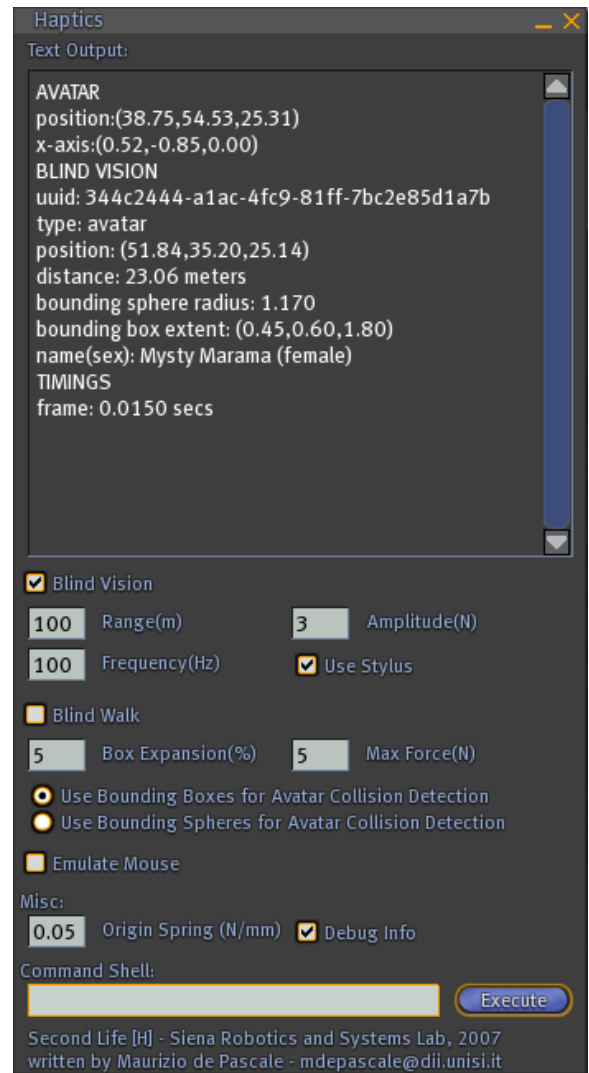 Haptics
Text Output:
AVATAR
position:(38.75,54.53,25.31)
x-axis:(0.52,-0.85,0.00)
BLIND VISION
uuid: 344c2444-a1ac-4fc9-81ff-7bc2e85d1a7b
type: avatar
position: (51.84,35.20,25.14)
distance: 23.06 meters
bounding sphere radius: 1.170
bounding box extent: (0.45,0.60,1.80)
name(sex): Mysty Marama (female)
TIMINGS
frame: 0.0150 secs
Blind Vision
100 Range(m) 3 Amplitude(N)
100 Frequency(Hz) Use Stylus
Blind Walk
5 Box Expansion(%) 5 Max Force(N)
Use Bounding Boxes for Avatar Collision Detection
Use Bounding Spheres for Avatar Collision Detection
Emulate Mouse
Misc:
0.05 Origin Spring (N/mm) Debug Info
Command Shell:
Execute
Second Life [H] - Siena Robotics and Systems Lab, 2007
written by Maurizio de Pascale - mdepascale@dii.unisi.it